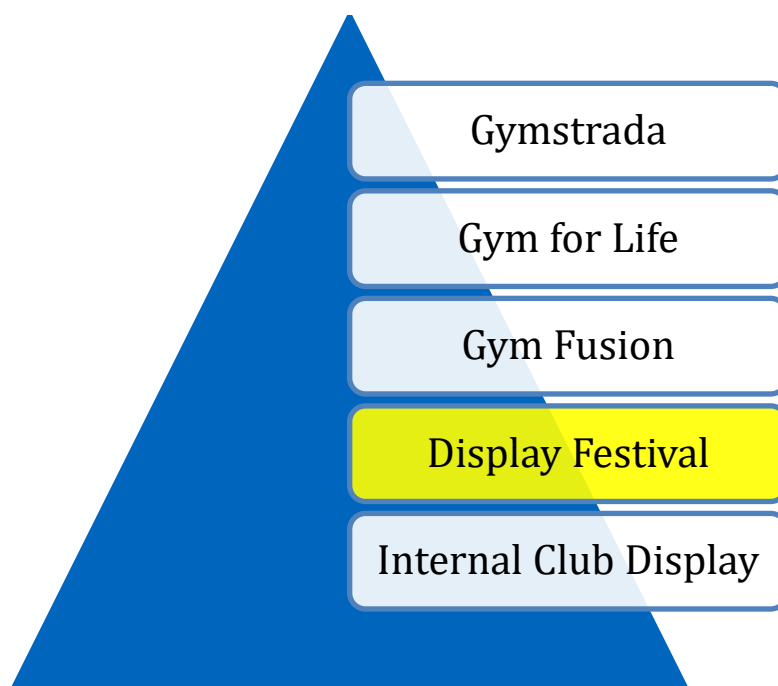 Gymstrada
Gym for Life
Gym Fusion
Display Festival
Internal Club Display